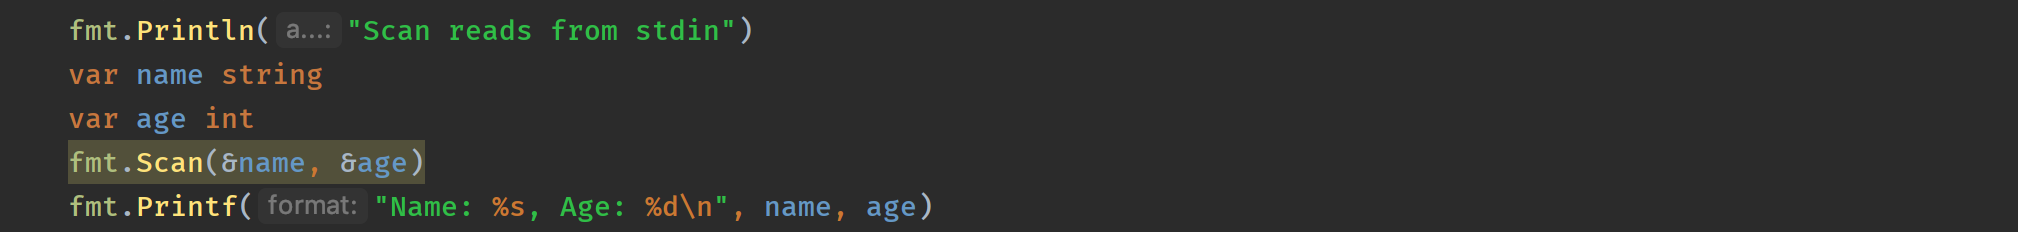 fmt.Println( a...: "Scan reads from stdin")
var name string
var age int
fmt.Scan(&name, &age)
fmt.Printf( format: "Name: %s, Age: %d\n", name, age)